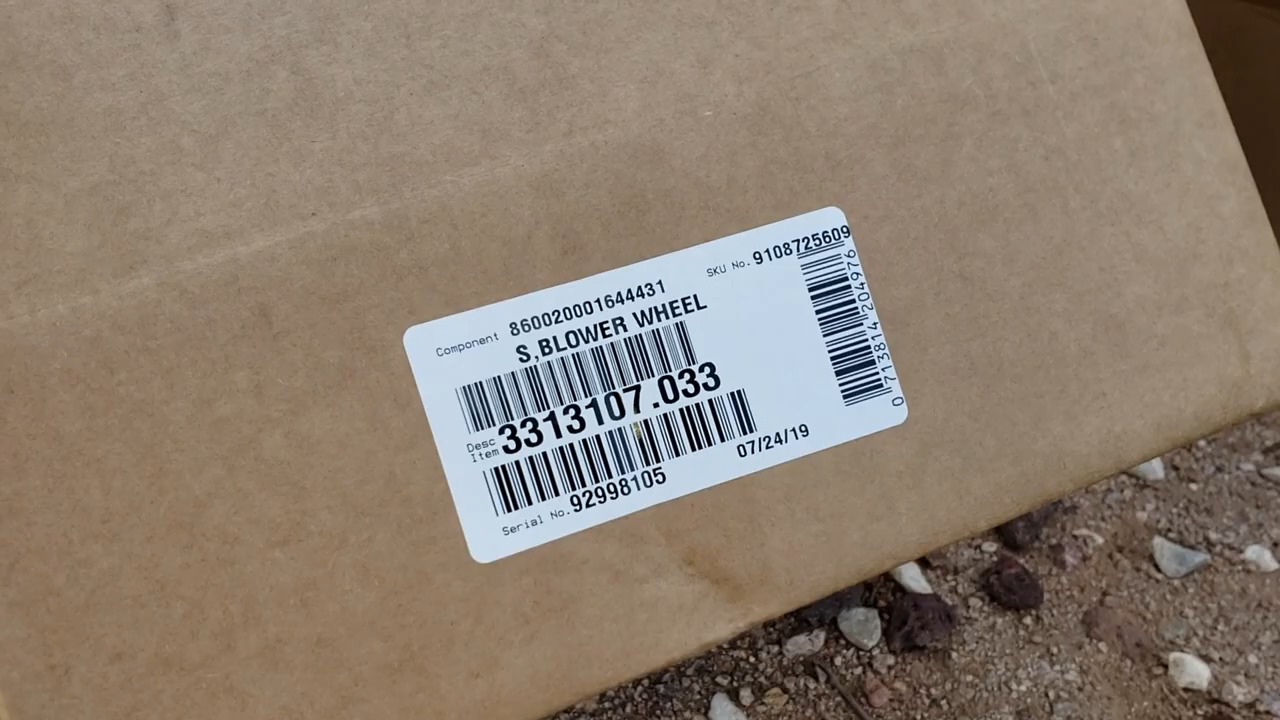 SKU No. 9108725609
Component 860020001644431
S,BLOWER WHEEL
Desc
Item 3313107.033
Serial No. 92998105
07/24/19
0 713814 204976